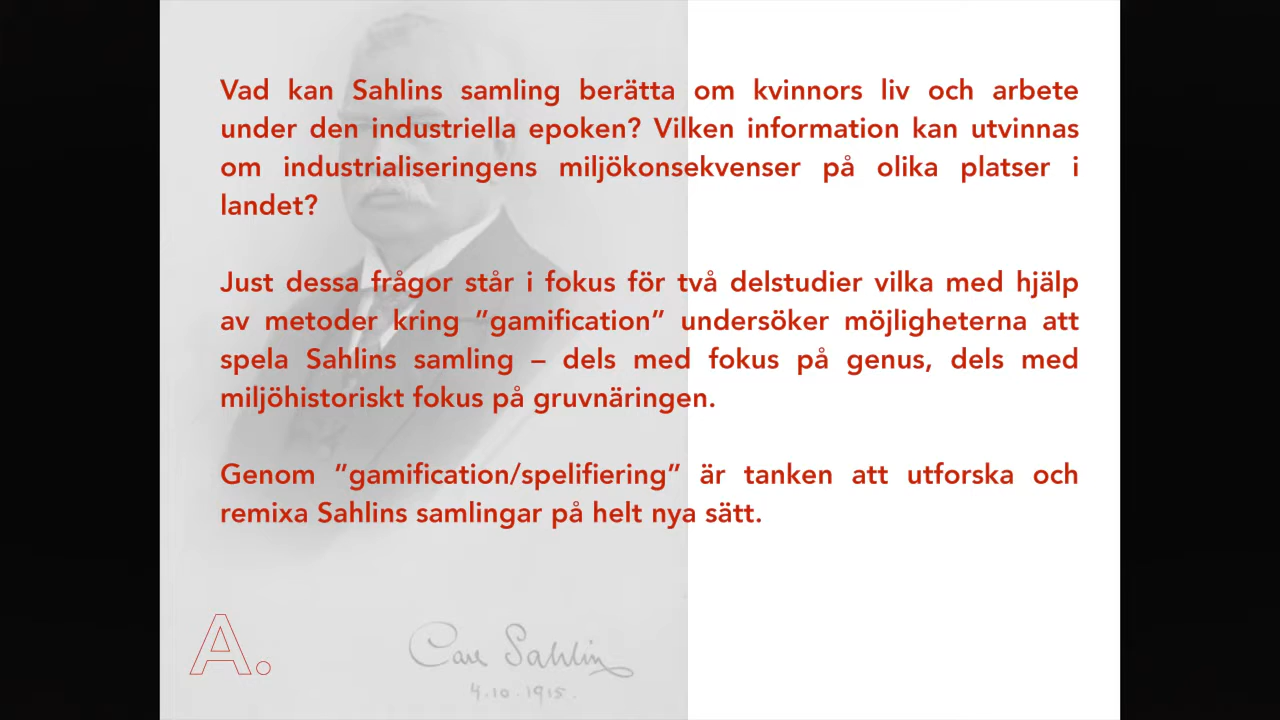 Vad kan Sahlins samling berätta om kvinnors liv och arbete
under den industriella epoken? Vilken information kan utvinnas
om industrialiseringens miljökonsekvenser på olika platser i
landet?
Just dessa frågor står i fokus för två delstudier vilka med hjälp
av metoder kring ”gamification” undersöker möjligheterna att
spela Sahlins samling – dels med fokus på genus, dels med
miljöhistoriskt fokus på gruvnäringen.
Genom ”gamification/spelifiering” är tanken att utforska och
remixa Sahlins samlingar på helt nya sätt.
A.
Carl Sahlin
4.10.1915.